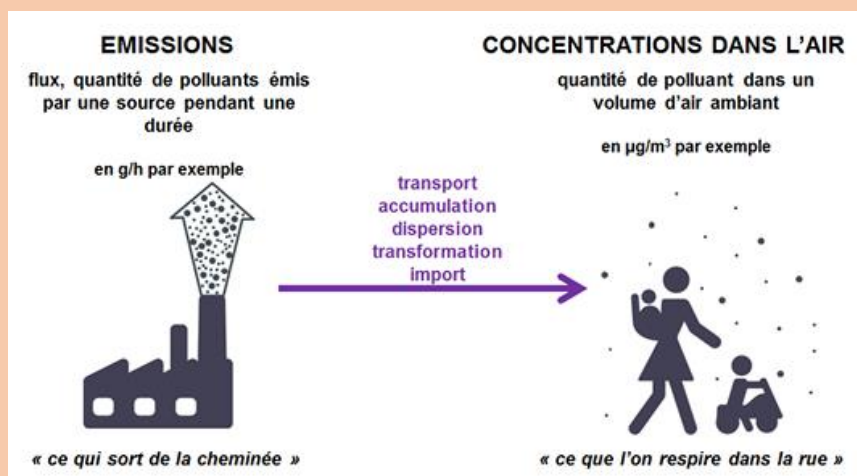 EMISSIONS
flux, quantité de polluants émis
par une source pendant une
durée
en g/h par exemple
« ce qui sort de la cheminée »
transport
accumulation
dispersion
transformation
import
CONCENTRATIONS DANS L’AIR
quantité de polluant dans un
volume d’air ambiant
en µg/m³ par exemple
« ce que l’on respire dans la rue »